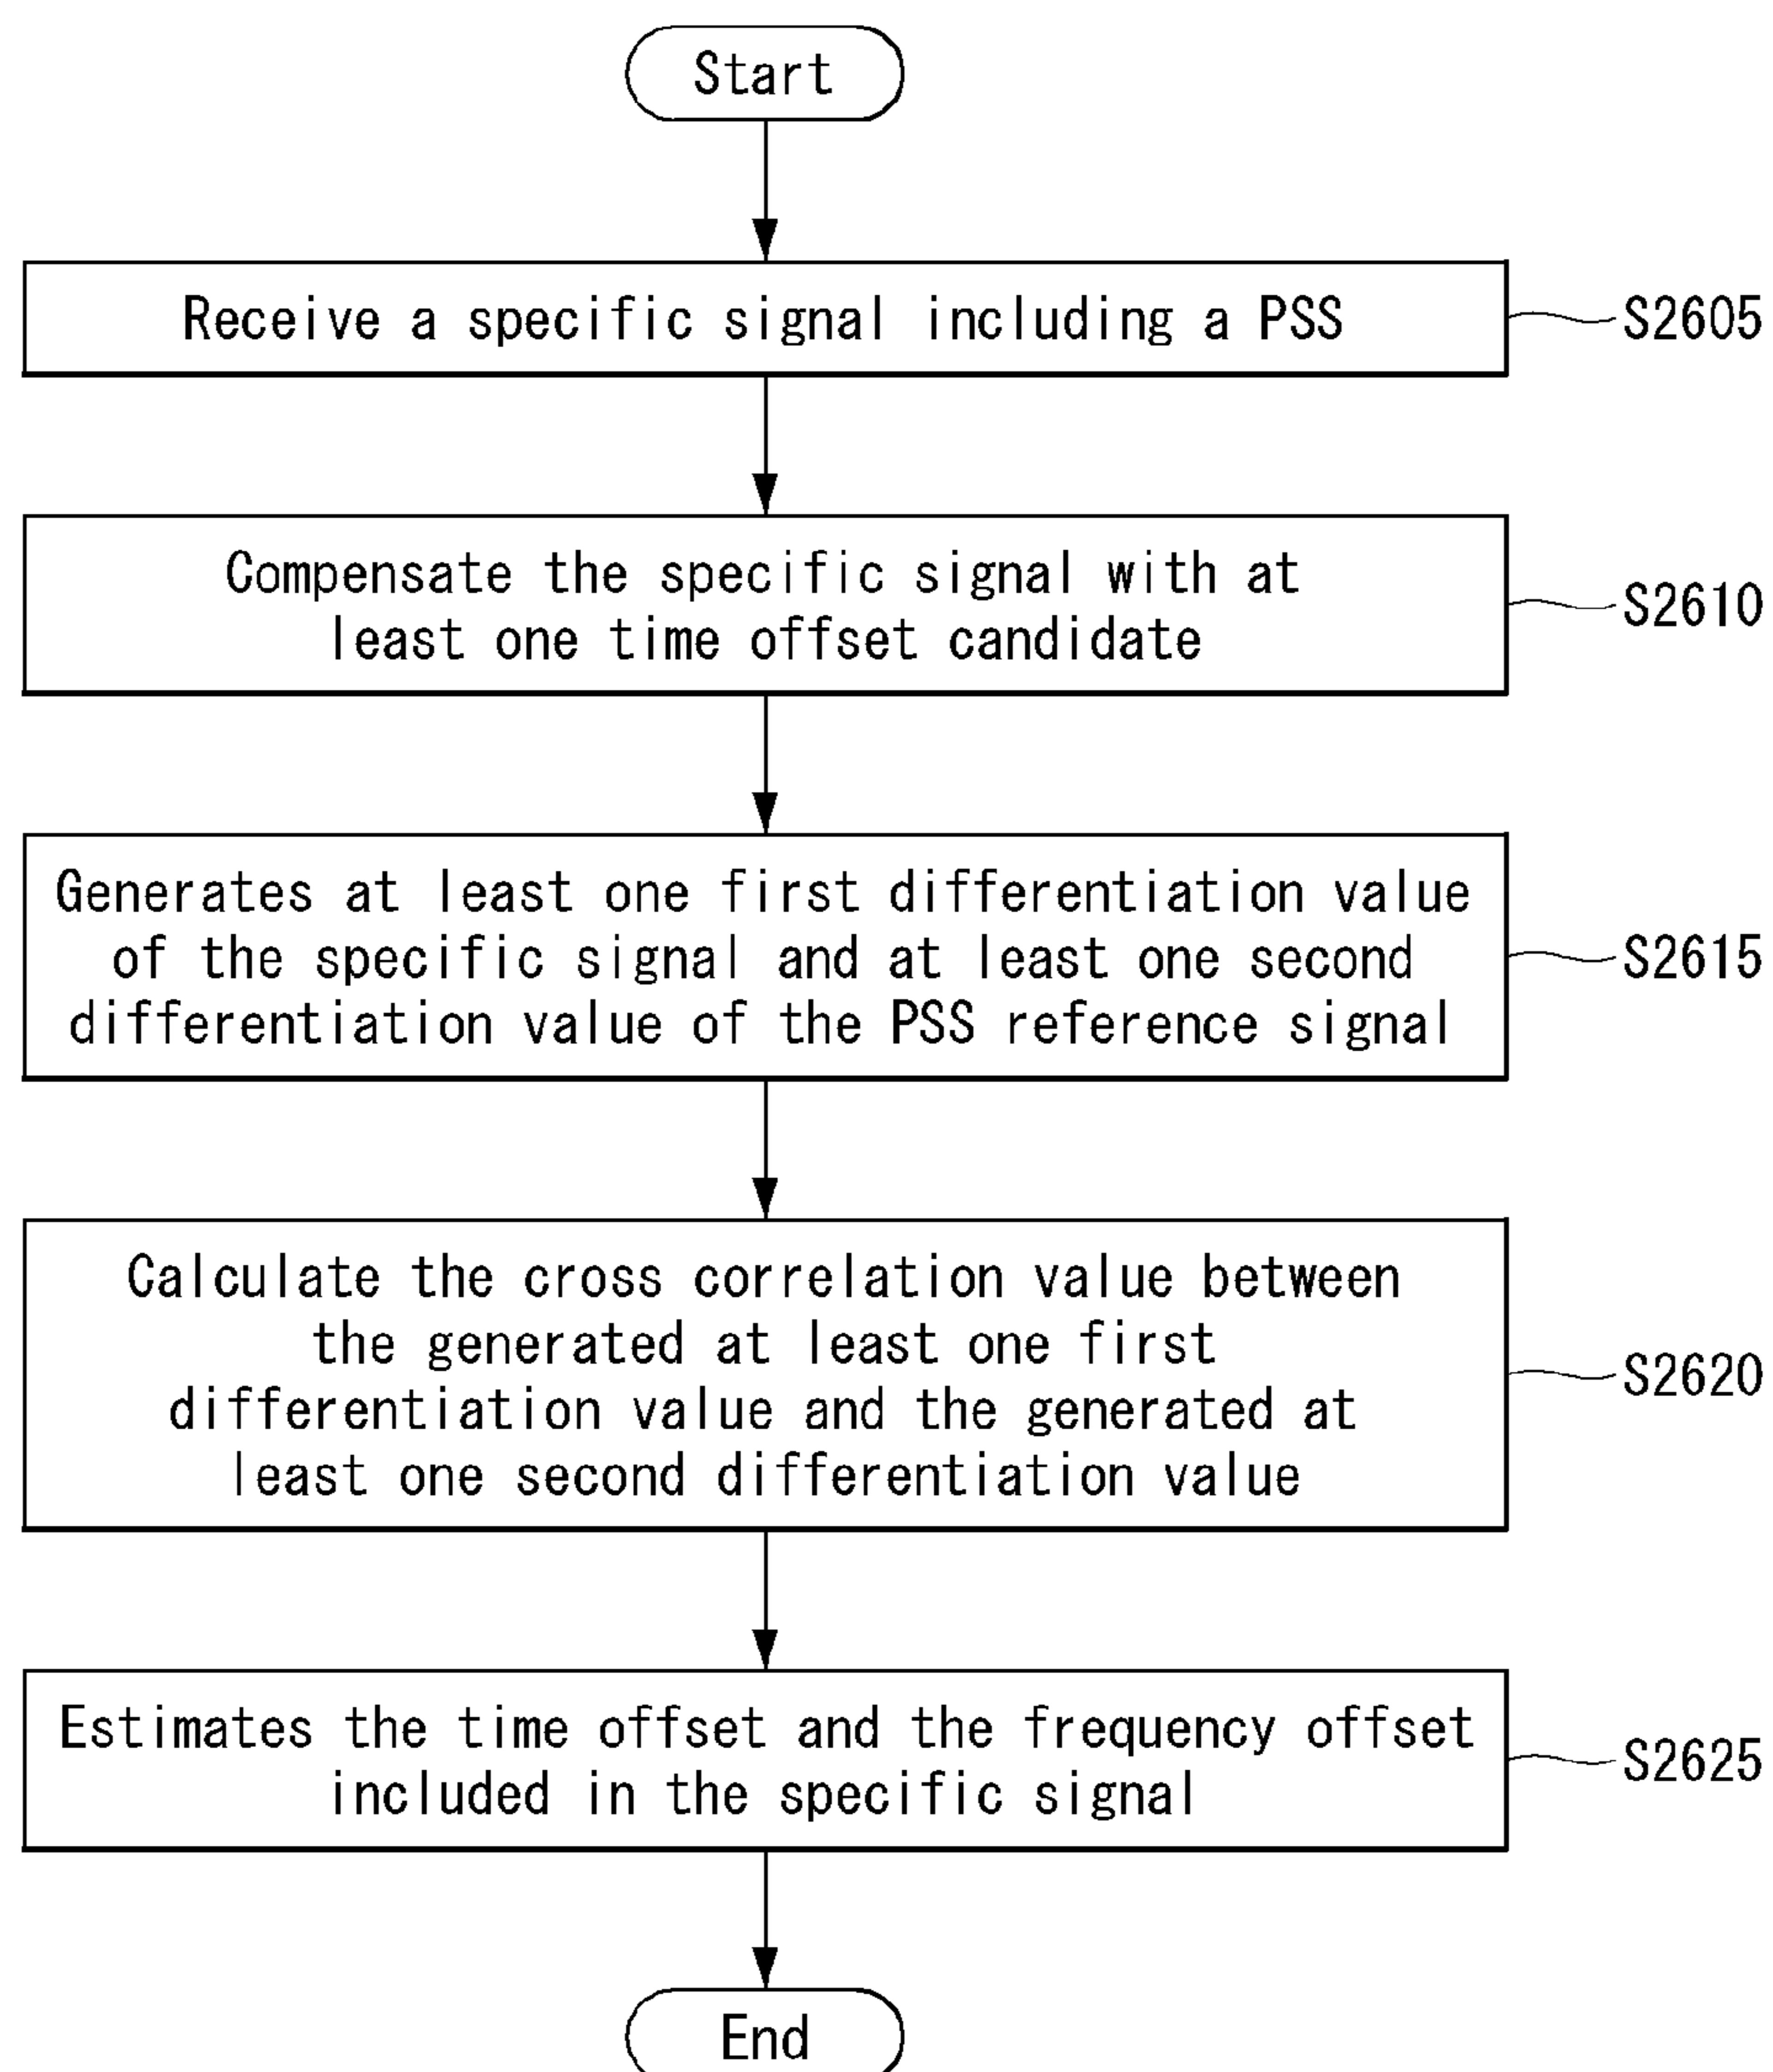 Start
Receive a specific signal including a PSS
S2605
Compensate the specific signal with at
least one time offset candidate
S2610
Generates at least one first differentiation value
of the specific signal and at least one second
differentiation value of the PSS reference signal
S2615
Calculate the cross correlation value between
the generated at least one first
differentiation value and the generated at
least one second differentiation value
S2620
Estimates the time offset and the frequency offset
included in the specific signal
S2625
End